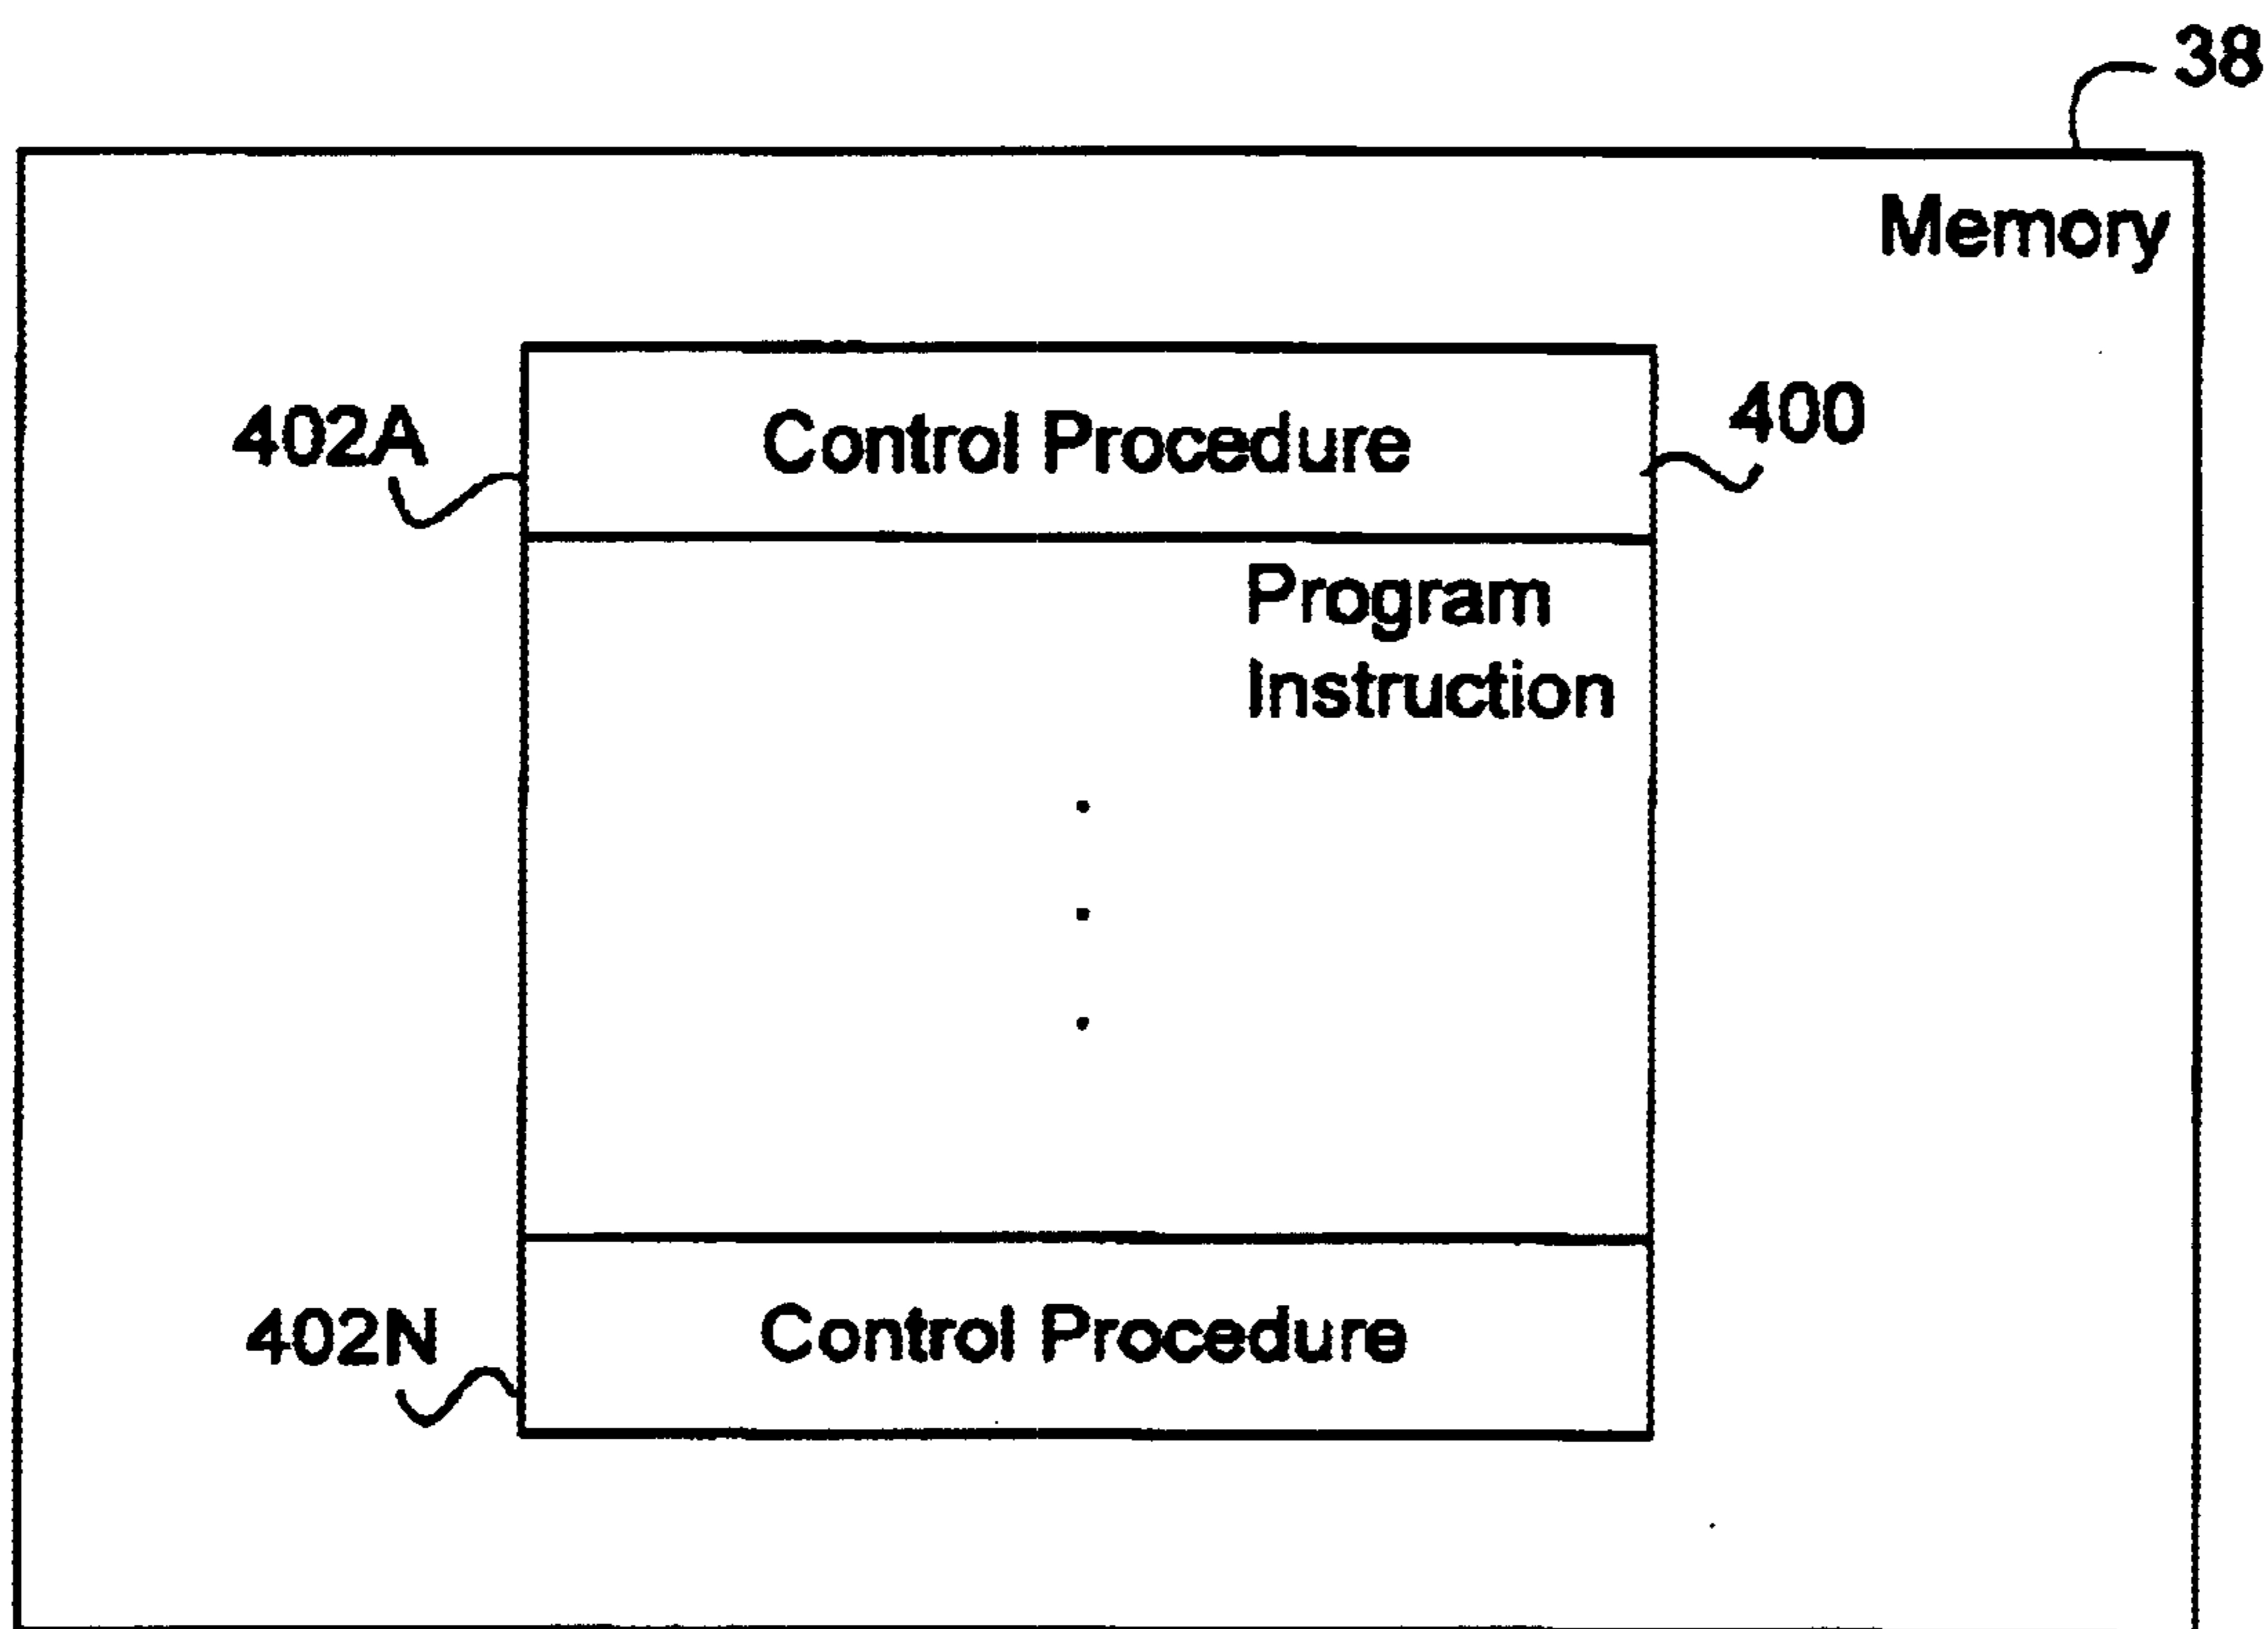 38
Memory
402A
Control Procedure
400
Program
Instruction
402N
Control Procedure